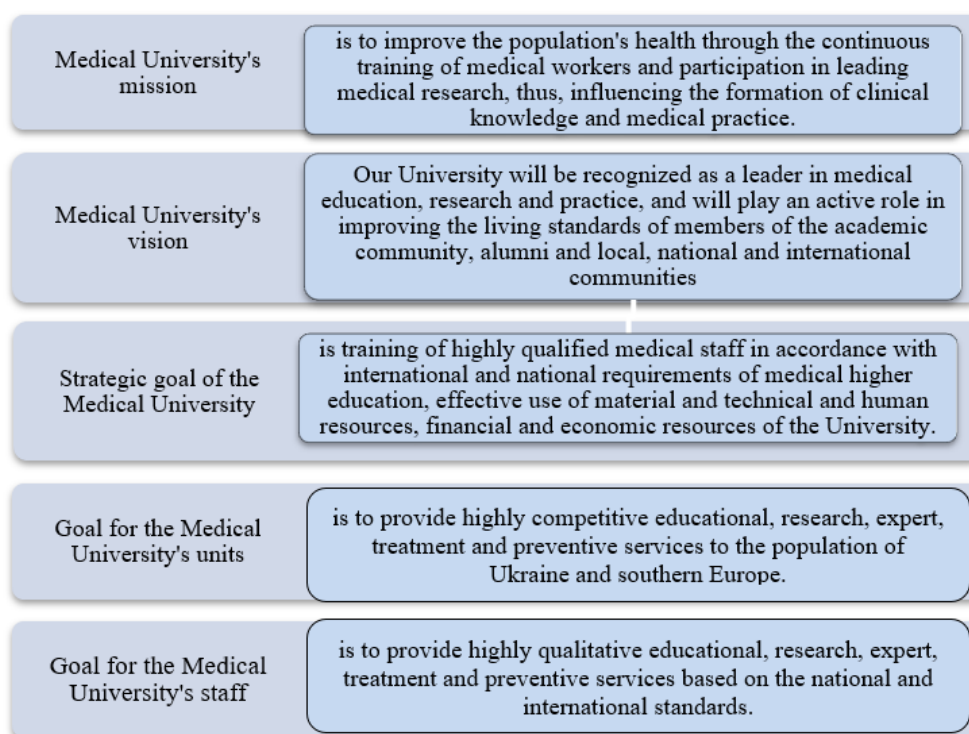 Medical University's
mission
is to improve the population's health through the continuous
training of medical workers and participation in leading
medical research, thus, influencing the formation of clinical
knowledge and medical practice.
Medical University's
vision
Our University will be recognized as a leader in medical
education, research and practice, and will play an active role in
improving the living standards of members of the academic
community, alumni and local, national and international
communities
Strategic goal of the
Medical University
is training of highly qualified medical staff in accordance with
international and national requirements of medical higher
education, effective use of material and technical and human
resources, financial and economic resources of the University.
Goal for the Medical
University's units
is to provide highly competitive educational, research, expert,
treatment and preventive services to the population of
Ukraine and southern Europe.
Goal for the Medical
University's staff
is to provide highly qualitative educational, research, expert,
treatment and preventive services based on the national and
international standards.